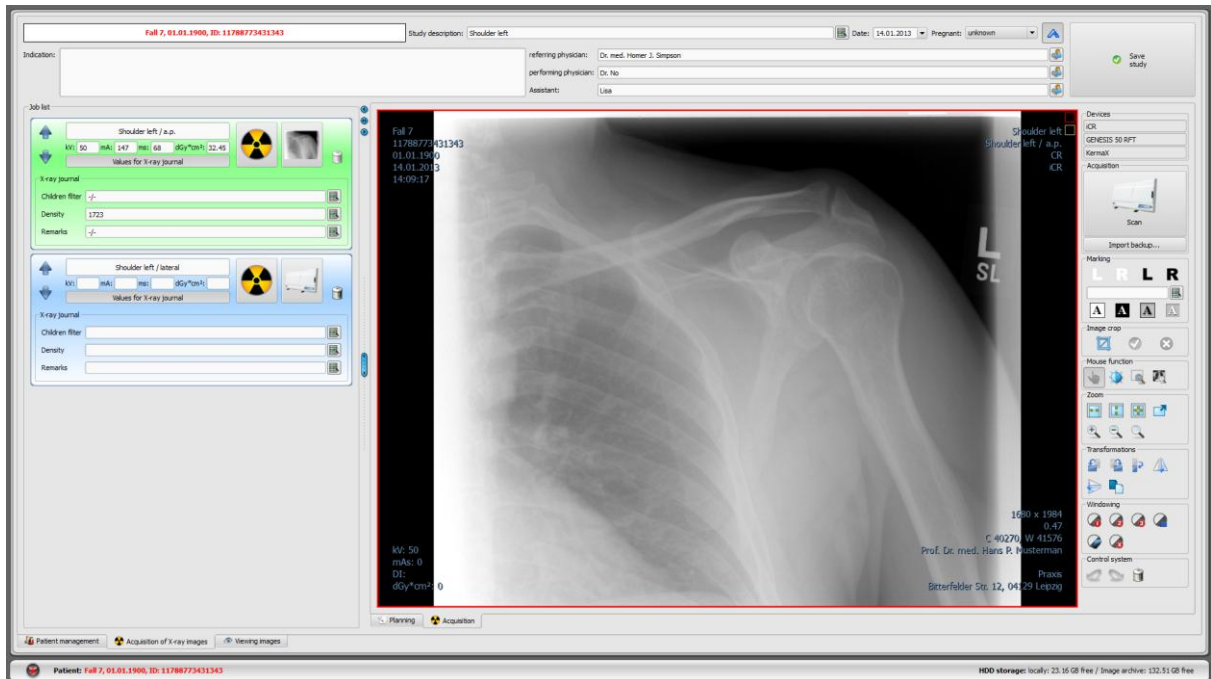 Fall 7, 01.01.1900, ID: 11788773431343
Study description: Shoulder left
Date: 14.01.2013 Pregnant: unknown
Indication:
referring physician: Dr. med. Homer J. Simpson
performing physician: Dr. No
Assistant: Lisa
Save study
Job list
Shoulder left / a.p.
kV: 50 mA: 147 ms: 68 dGy*cm²: 32.45
Values for X-ray journal
X-ray journal
Children filter -/-
Density 1723
Remarks -/-
Shoulder left / lateral
kV: mA: ms: dGy*cm²:
Values for X-ray journal
X-ray journal
Children filter
Density
Remarks
Fall 7
11788773431343
01.01.1900
14.01.2013
14:09:17
Shoulder left
Shoulder left / a.p.
CR
iCR
L
SL
kV: 50
mAs: 0
DI:
dGy*cm²: 0
1680 x 1984
0.47
C 40270, W 41576
Prof. Dr. med. Hans P. Musterman
Praxis
Bitterfelder Str. 12, 04129 Leipzig
Devices
iCR
GENESIS 50 RFT
KermaX
Acquisition
Scan
Import backup...
Marking
L R L R
A A A A
Image crop
Mouse function
Zoom
Transformations
Windowing
Control system
Planning Acquisition
Patient management Acquisition of X-ray images Viewing images
Patient: Fall 7, 01.01.1900, ID: 11788773431343
HDD storage: locally: 23.16 GB free / Image archive: 132.51 GB free